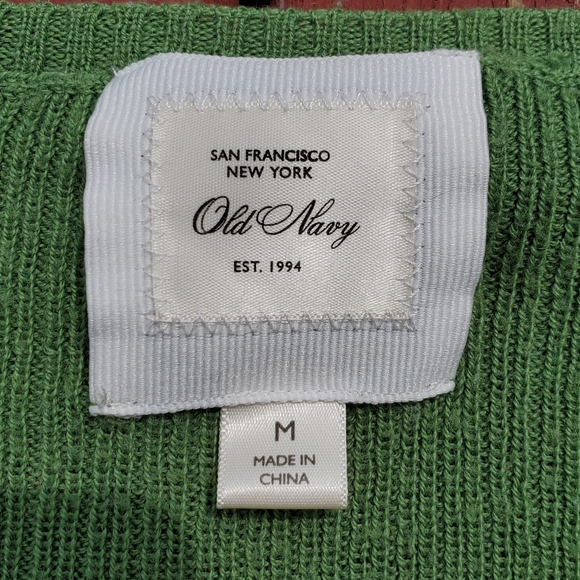 SAN FRANCISCO
NEW YORK
Old Navy
EST. 1994
M
MADE IN
CHINA